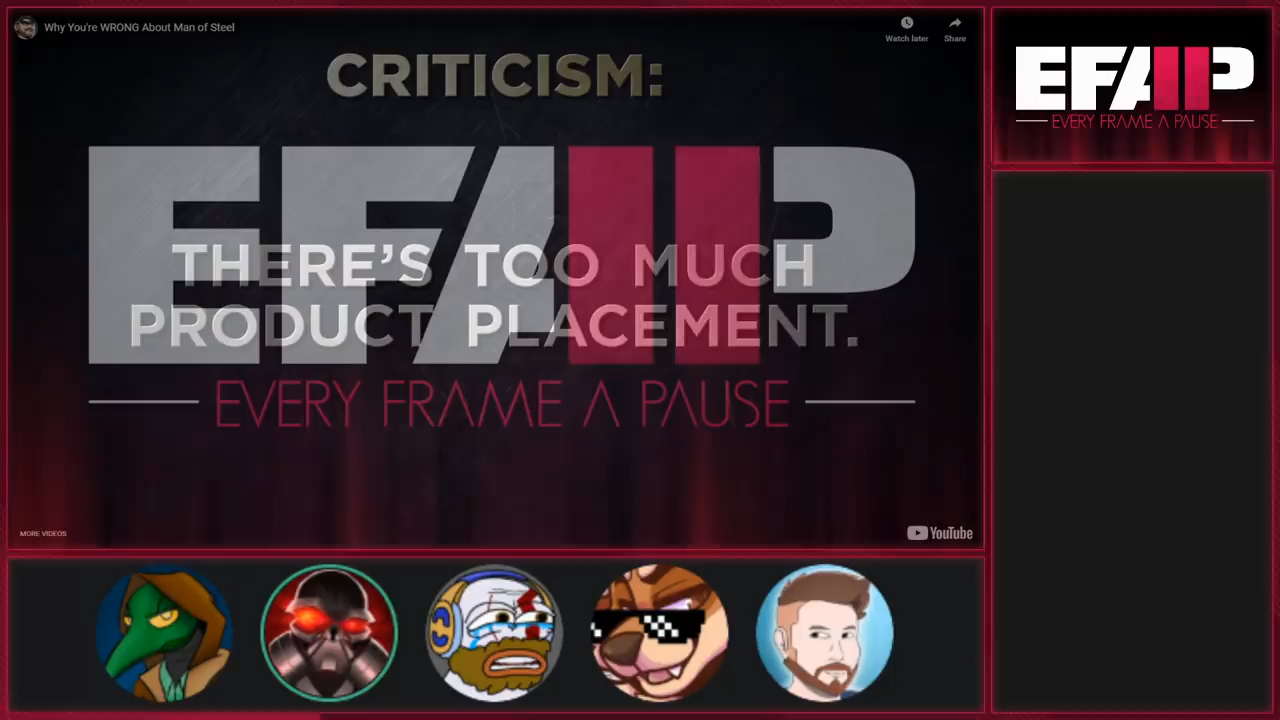 Why You're WRONG About Man of Steel
Watch later
Share
CRITICISM:
EFAP
THERE'S TOO MUCH
PRODUCT PLACEMENT.
EVERY FRAME A PAUSE
MORE VIDEOS
YouTube
EFAP
EVERY FRAME A PAUSE